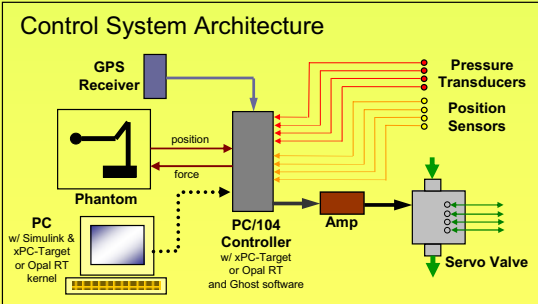 Control System Architecture
GPS
Receiver
Pressure
Transducers
Position
Sensors
position
force
Phantom
PC
w/ Simulink &
xPC-Target
or Opal RT
kernel
PC/104
Controller
w/ xPC-Target
or Opal RT
and Ghost software
Amp
Servo Valve